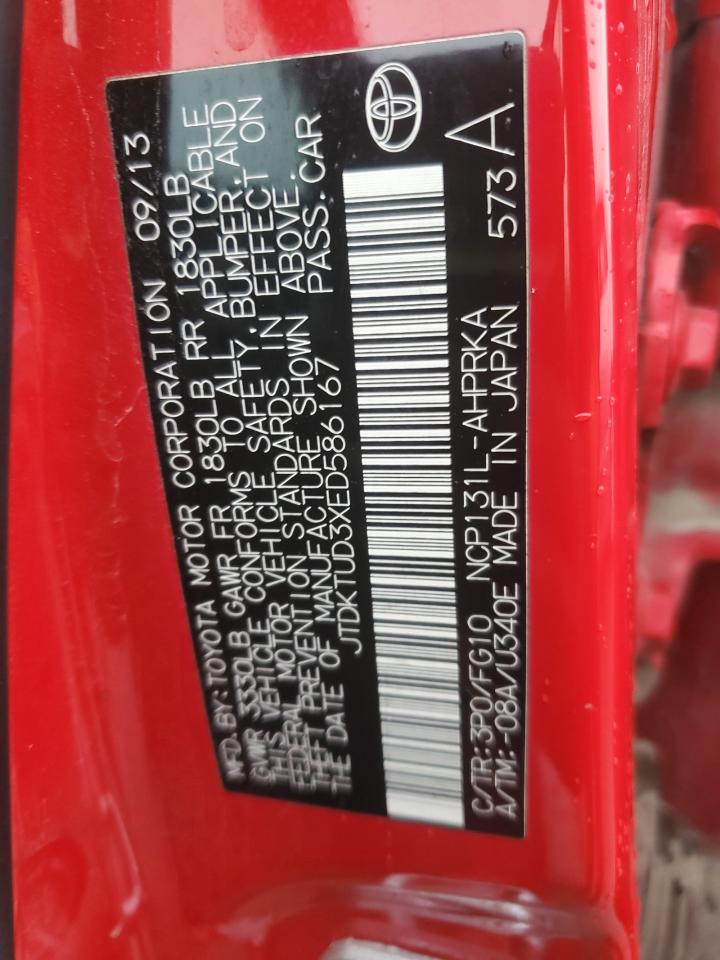 MFD. BY: TOYOTA MOTOR CORPORATION 09/13
GVWR 3330LB GAWR FR 1830LB RR 1830LB
THIS VEHICLE CONFORMS TO ALL APPLICABLE
FEDERAL MOTOR VEHICLE SAFETY, BUMPER, AND
THEFT PREVENTION STANDARDS IN EFFECT ON
THE DATE OF MANUFACTURE SHOWN ABOVE.
JTDKTUD3XED586167 PASS. CAR
C/TR: 3P0/FG10 NCP131L-AHPRKA
A/TM: -08A/U340E MADE IN JAPAN 573 A